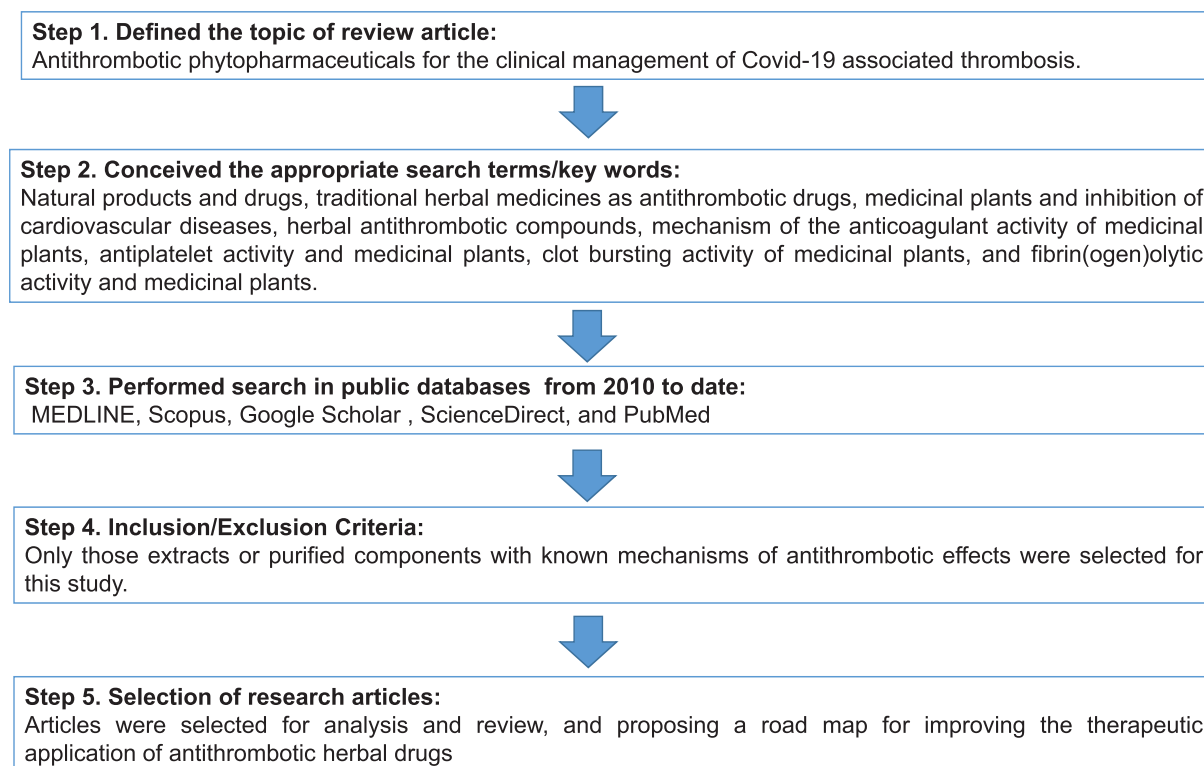 Step 1. Defined the topic of review article:
Antithrombotic phytopharmaceuticals for the clinical management of Covid-19 associated thrombosis.
Step 2. Conceived the appropriate search terms/key words:
Natural products and drugs, traditional herbal medicines as antithrombotic drugs, medicinal plants and inhibition of
cardiovascular diseases, herbal antithrombotic compounds, mechanism of the anticoagulant activity of medicinal
plants, antiplatelet activity and medicinal plants, clot bursting activity of medicinal plants, and fibrin(ogen)olytic
activity and medicinal plants.
Step 3. Performed search in public databases from 2010 to date:
MEDLINE, Scopus, Google Scholar , ScienceDirect, and PubMed
Step 4. Inclusion/Exclusion Criteria:
Only those extracts or purified components with known mechanisms of antithrombotic effects were selected for
this study.
Step 5. Selection of research articles:
Articles were selected for analysis and review, and proposing a road map for improving the therapeutic
application of antithrombotic herbal drugs